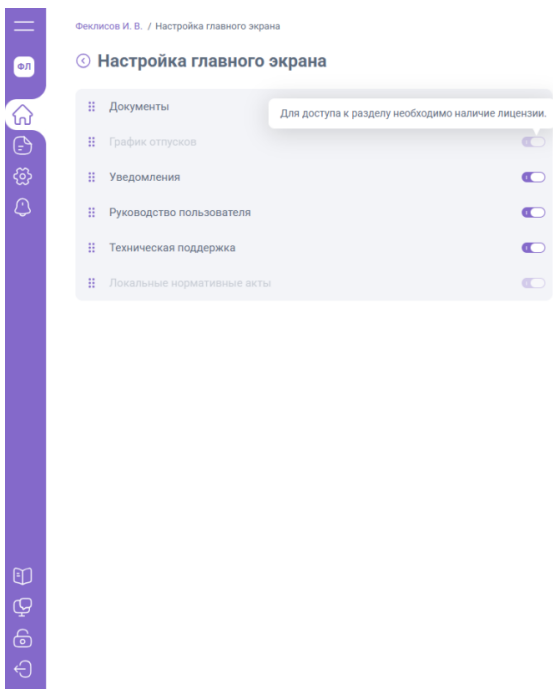 Феклисов И. В. / Настройка главного экрана
ФЛ
Настройка главного экрана
Документы
Для доступа к разделу необходимо наличие лицензии.
График отпусков
Уведомления
Руководство пользователя
Техническая поддержка
Локальные нормативные акты